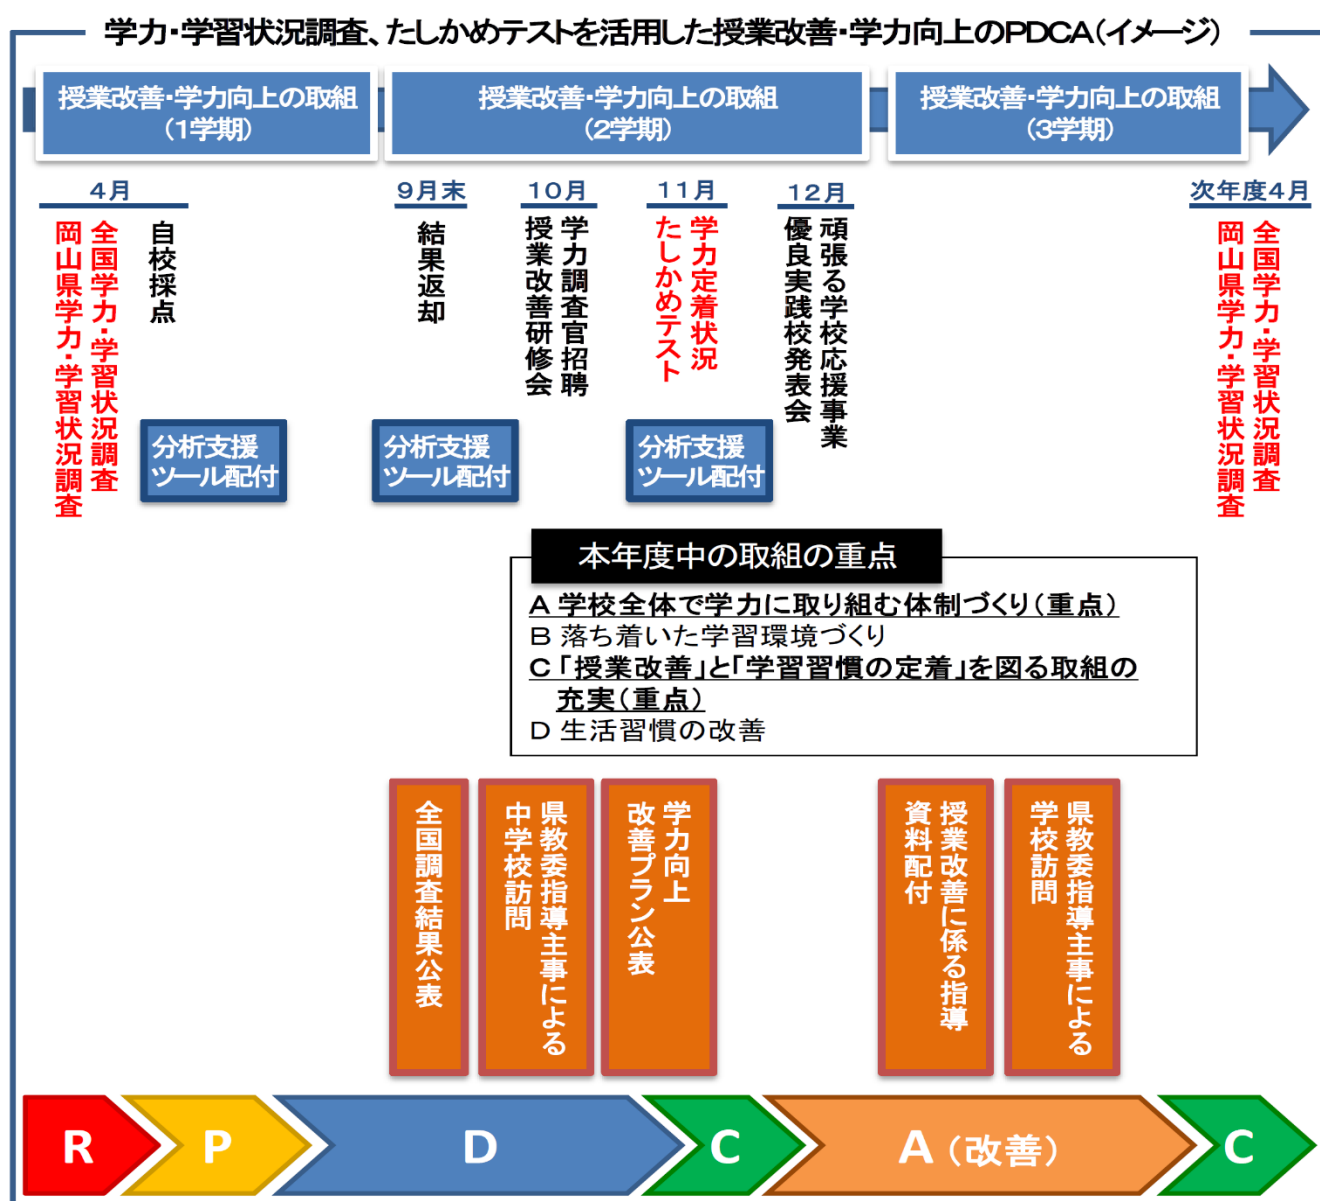 学力・学習状況調査、たしかめテストを活用した授業改善・学力向上のPDCA(イメージ)
授業改善・学力向上の取組
(1学期)
授業改善・学力向上の取組
(2学期)
授業改善・学力向上の取組
(3学期)
4月
全国学力・学習状況調査
岡山県学力・学習状況調査
自校採点
9月末
結果返却
10月
学力調査官招聘
授業改善研修会
11月
学力定着状況
たしかめテスト
12月
頑張る学校応援事業
優良実践校発表会
次年度4月
全国学力・学習状況調査
岡山県学力・学習状況調査
分析支援
ツール配付
分析支援
ツール配付
分析支援
ツール配付
本年度中の取組の重点
A 学校全体で学力に取り組む体制づくり(重点)
B 落ち着いた学習環境づくり
C「授業改善」と「学習習慣の定着」を図る取組の
充実(重点)
D 生活習慣の改善
全国調査結果公表
県教委指導主事による
中学校訪問
学力向上
改善プラン公表
授業改善に係る指導
資料配付
県教委指導主事による
学校訪問
R
P
D
C
A(改善)
C